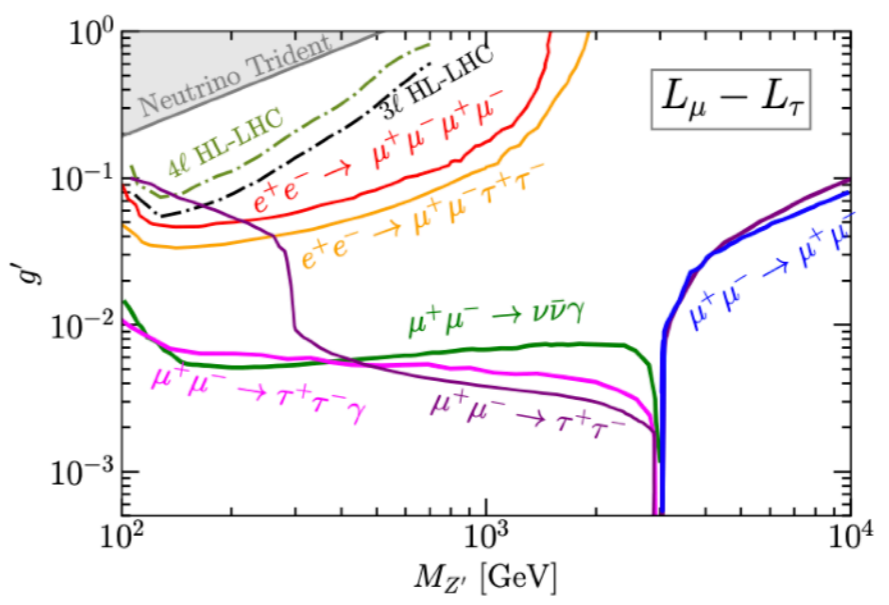 10⁰
10⁻¹
10⁻²
10⁻³
g′
Neutrino Trident
4ℓ HL-LHC
3ℓ HL-LHC
L_μ − L_τ
e⁺e⁻ → μ⁺μ⁻μ⁺μ⁻
e⁺e⁻ → μ⁺μ⁻τ⁺τ⁻
μ⁺μ⁻ → μ⁺μ⁻
μ⁺μ⁻ → νν̄γ
μ⁺μ⁻ → τ⁺τ⁻γ
μ⁺μ⁻ → τ⁺τ⁻
10²
10³
10⁴
M_Z′ [GeV]